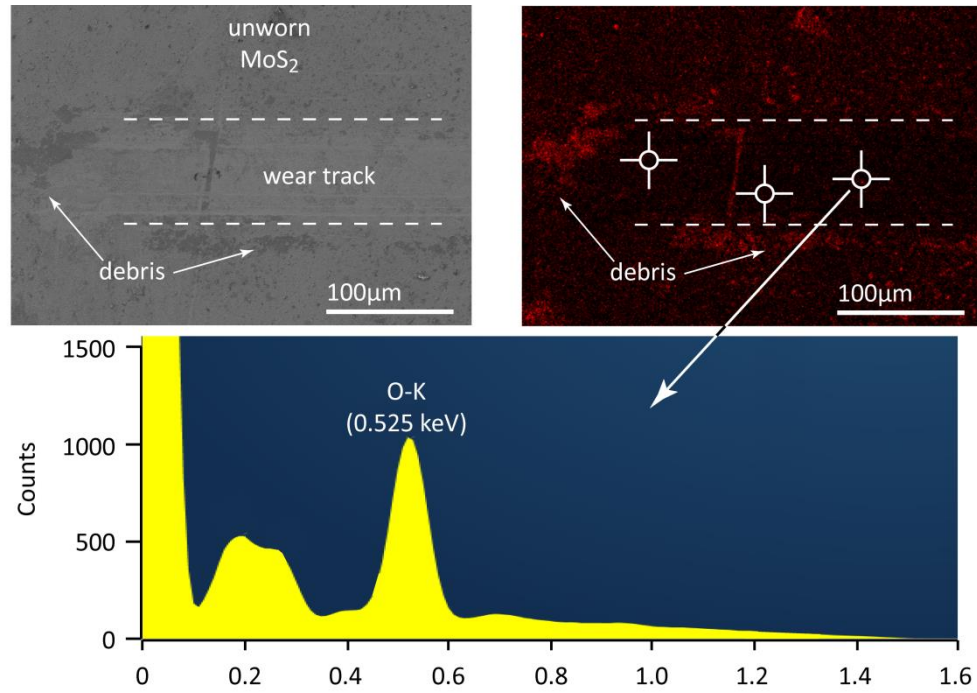 unworn
MoS₂
wear track
debris
100μm
debris
100μm
1500
1000
500
0
Counts
O-K
(0.525 keV)
0 0.2 0.4 0.6 0.8 1.0 1.2 1.4 1.6